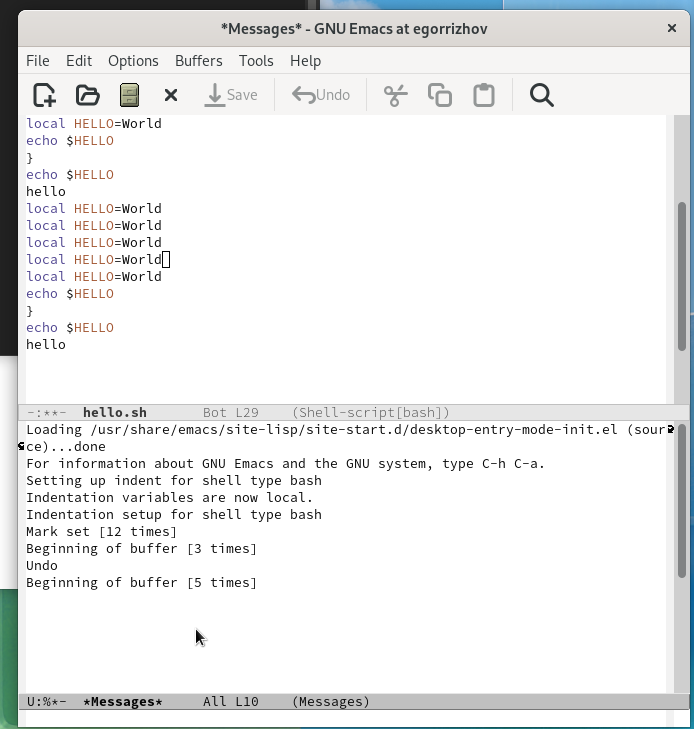 *Messages* - GNU Emacs at egorrizhov
File Edit Options Buffers Tools Help
Save Undo
local HELLO=World
echo $HELLO
}
echo $HELLO
hello
local HELLO=World
local HELLO=World
local HELLO=World
local HELLO=World
local HELLO=World
echo $HELLO
}
echo $HELLO
hello
-:**- hello.sh Bot L29 (Shell-script[bash])
Loading /usr/share/emacs/site-lisp/site-start.d/desktop-entry-mode-init.el (sour
ce)...done
For information about GNU Emacs and the GNU system, type C-h C-a.
Setting up indent for shell type bash
Indentation variables are now local.
Indentation setup for shell type bash
Mark set [12 times]
Beginning of buffer [3 times]
Undo
Beginning of buffer [5 times]
U:%*- *Messages* All L10 (Messages)